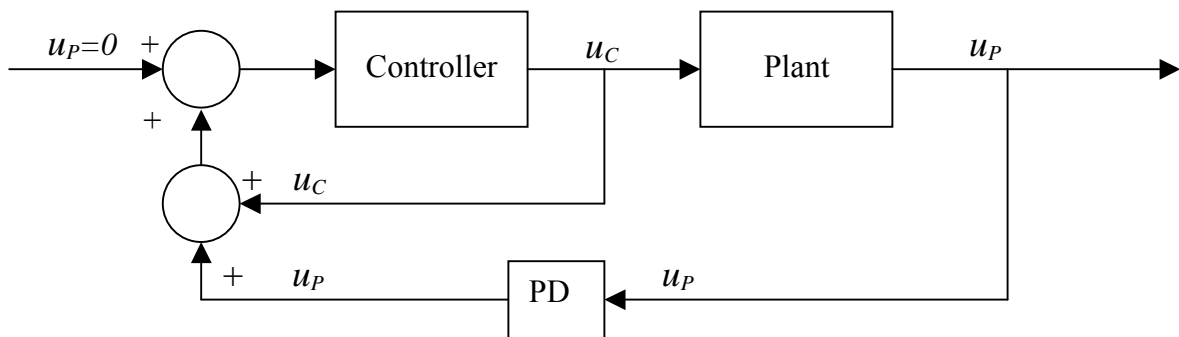 u_P=0
+
Controller
u_C
Plant
u_P
+
+
u_C
+
u_P
PD
u_P